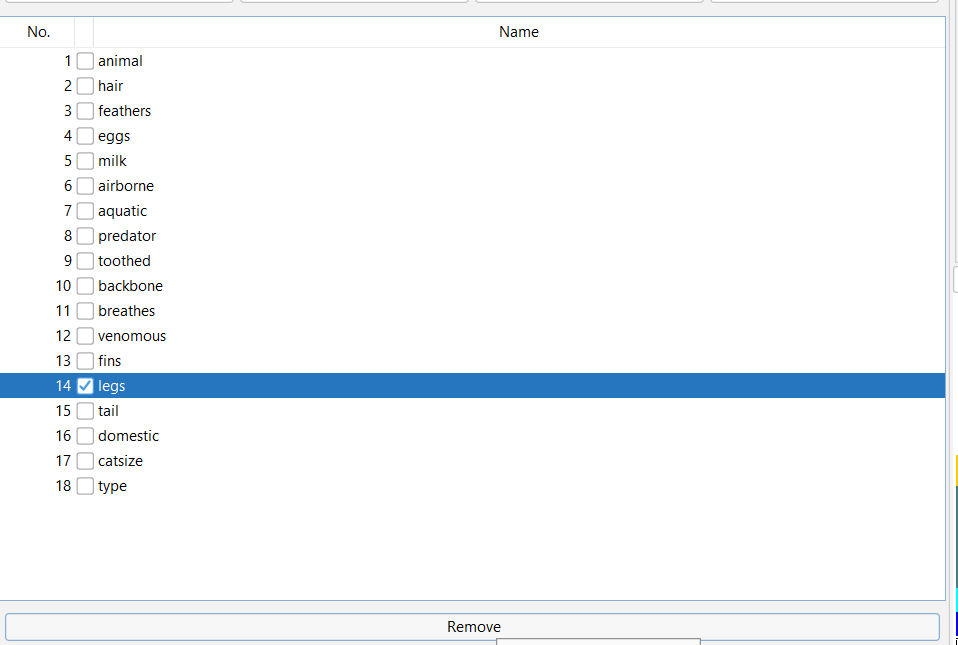 No. Name
1 animal
2 hair
3 feathers
4 eggs
5 milk
6 airborne
7 aquatic
8 predator
9 toothed
10 backbone
11 breathes
12 venomous
13 fins
14 legs
15 tail
16 domestic
17 catsize
18 type
Remove